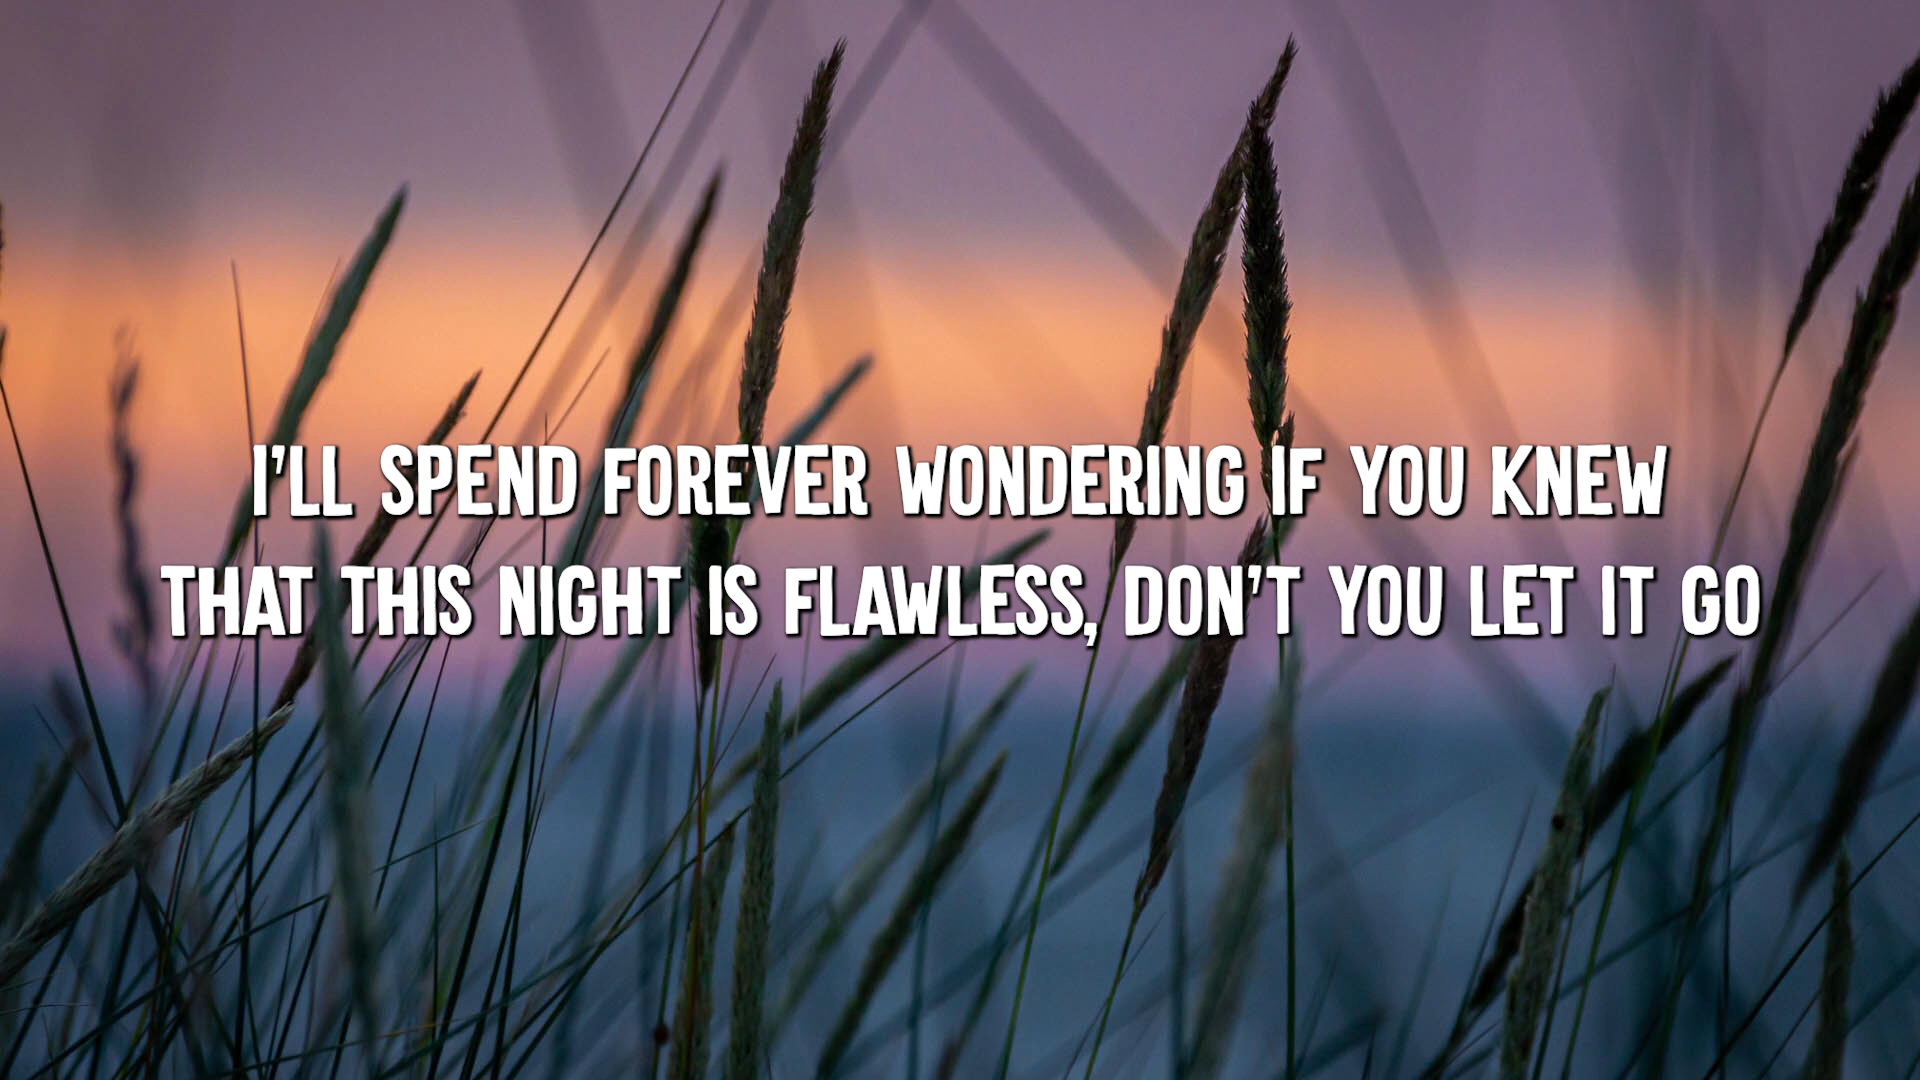 I'LL SPEND FOREVER WONDERING IF YOU KNEW
THAT THIS NIGHT IS FLAWLESS, DON'T YOU LET IT GO